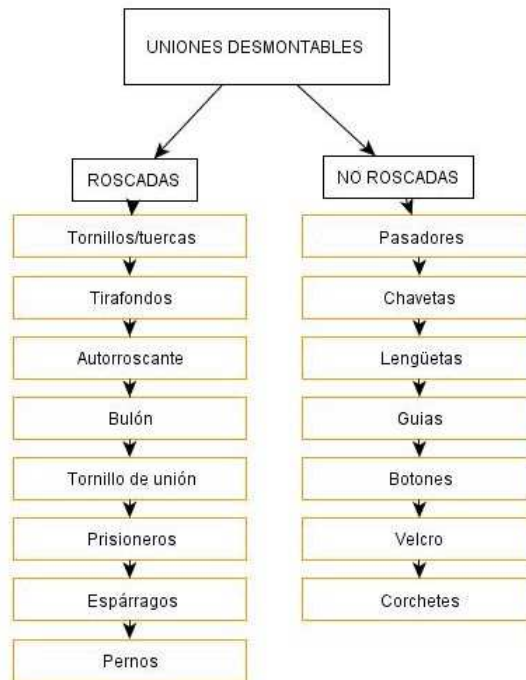 UNIONES DESMONTABLES
ROSCADAS
Tornillos/tuercas
Tirafondos
Autorroscante
Bulón
Tornillo de unión
Prisioneros
Espárragos
Pernos
NO ROSCADAS
Pasadores
Chavetas
Lengüetas
Guias
Botones
Velcro
Corchetes